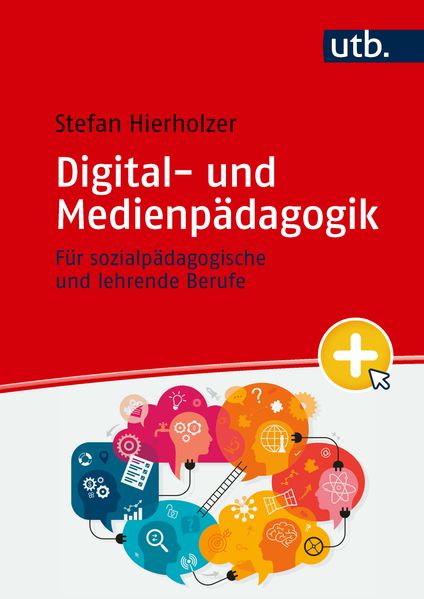 utb.
Stefan Hierholzer
Digital- und
Medienpädagogik
Für sozialpädagogische
und lehrende Berufe